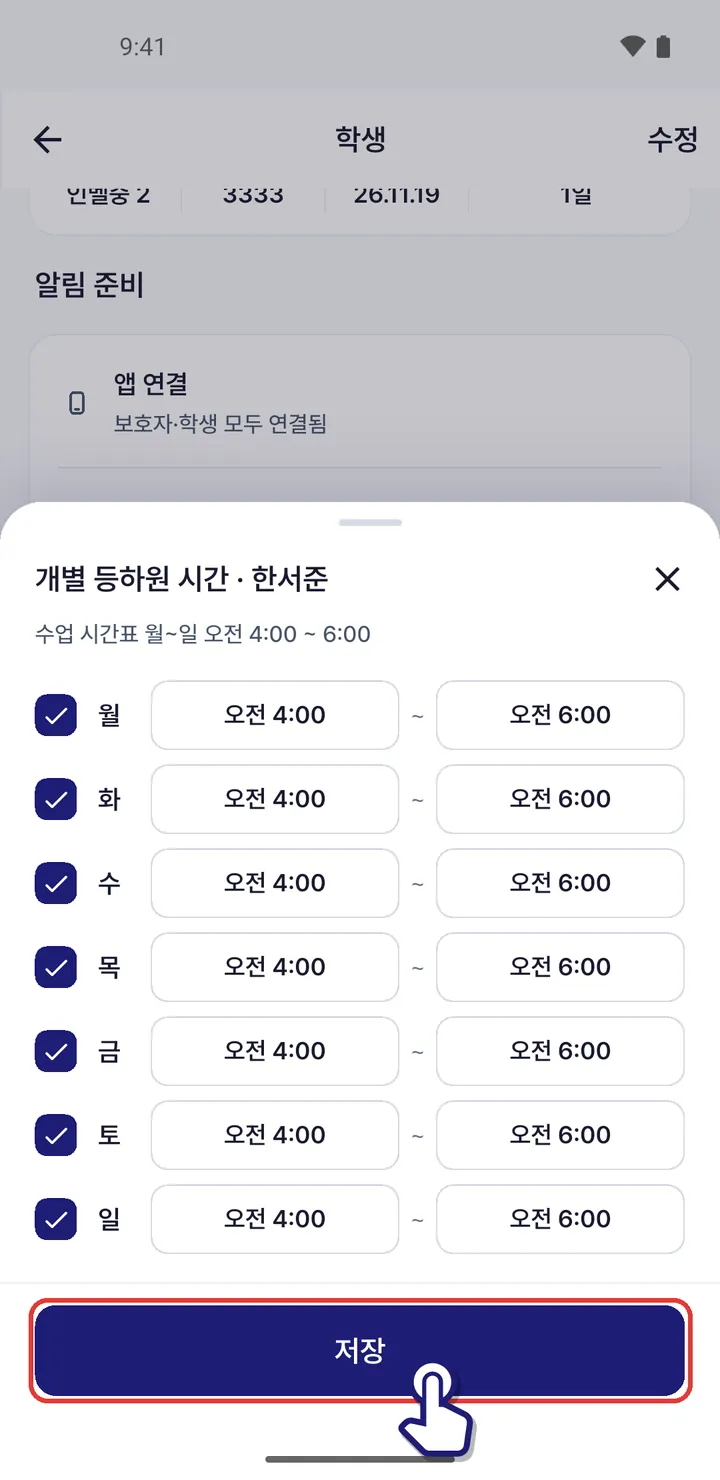 9:41
학생
수정
인멜중 2 3333 26.11.19 1일
알림 준비
앱 연결
보호자·학생 모두 연결됨
개별 등하원 시간 · 한서준
수업 시간표 월~일 오전 4:00 ~ 6:00
월 오전 4:00 ~ 오전 6:00
화 오전 4:00 ~ 오전 6:00
수 오전 4:00 ~ 오전 6:00
목 오전 4:00 ~ 오전 6:00
금 오전 4:00 ~ 오전 6:00
토 오전 4:00 ~ 오전 6:00
일 오전 4:00 ~ 오전 6:00
저장